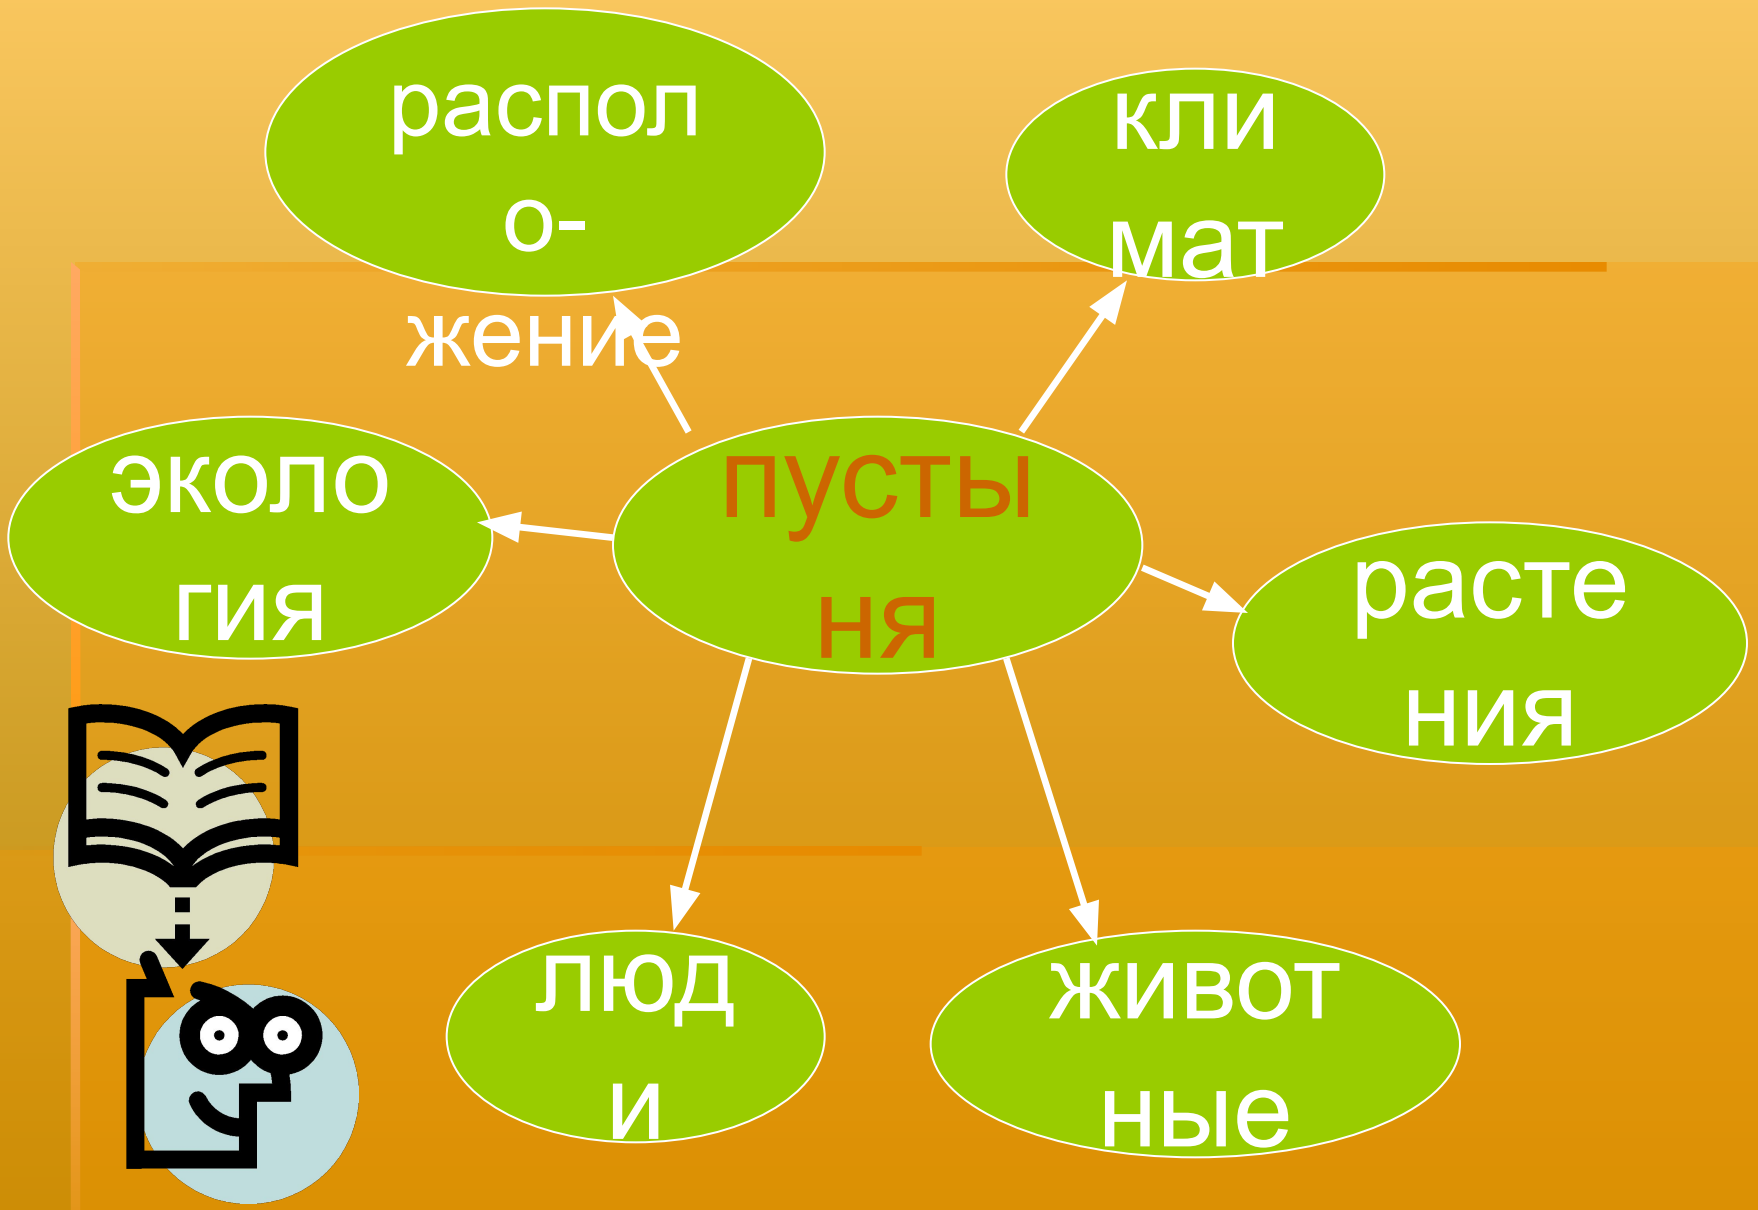 распол
о-
жение
кли
мат
эколо
гия
пусты
ня
расте
ния
люд
и
живот
ные